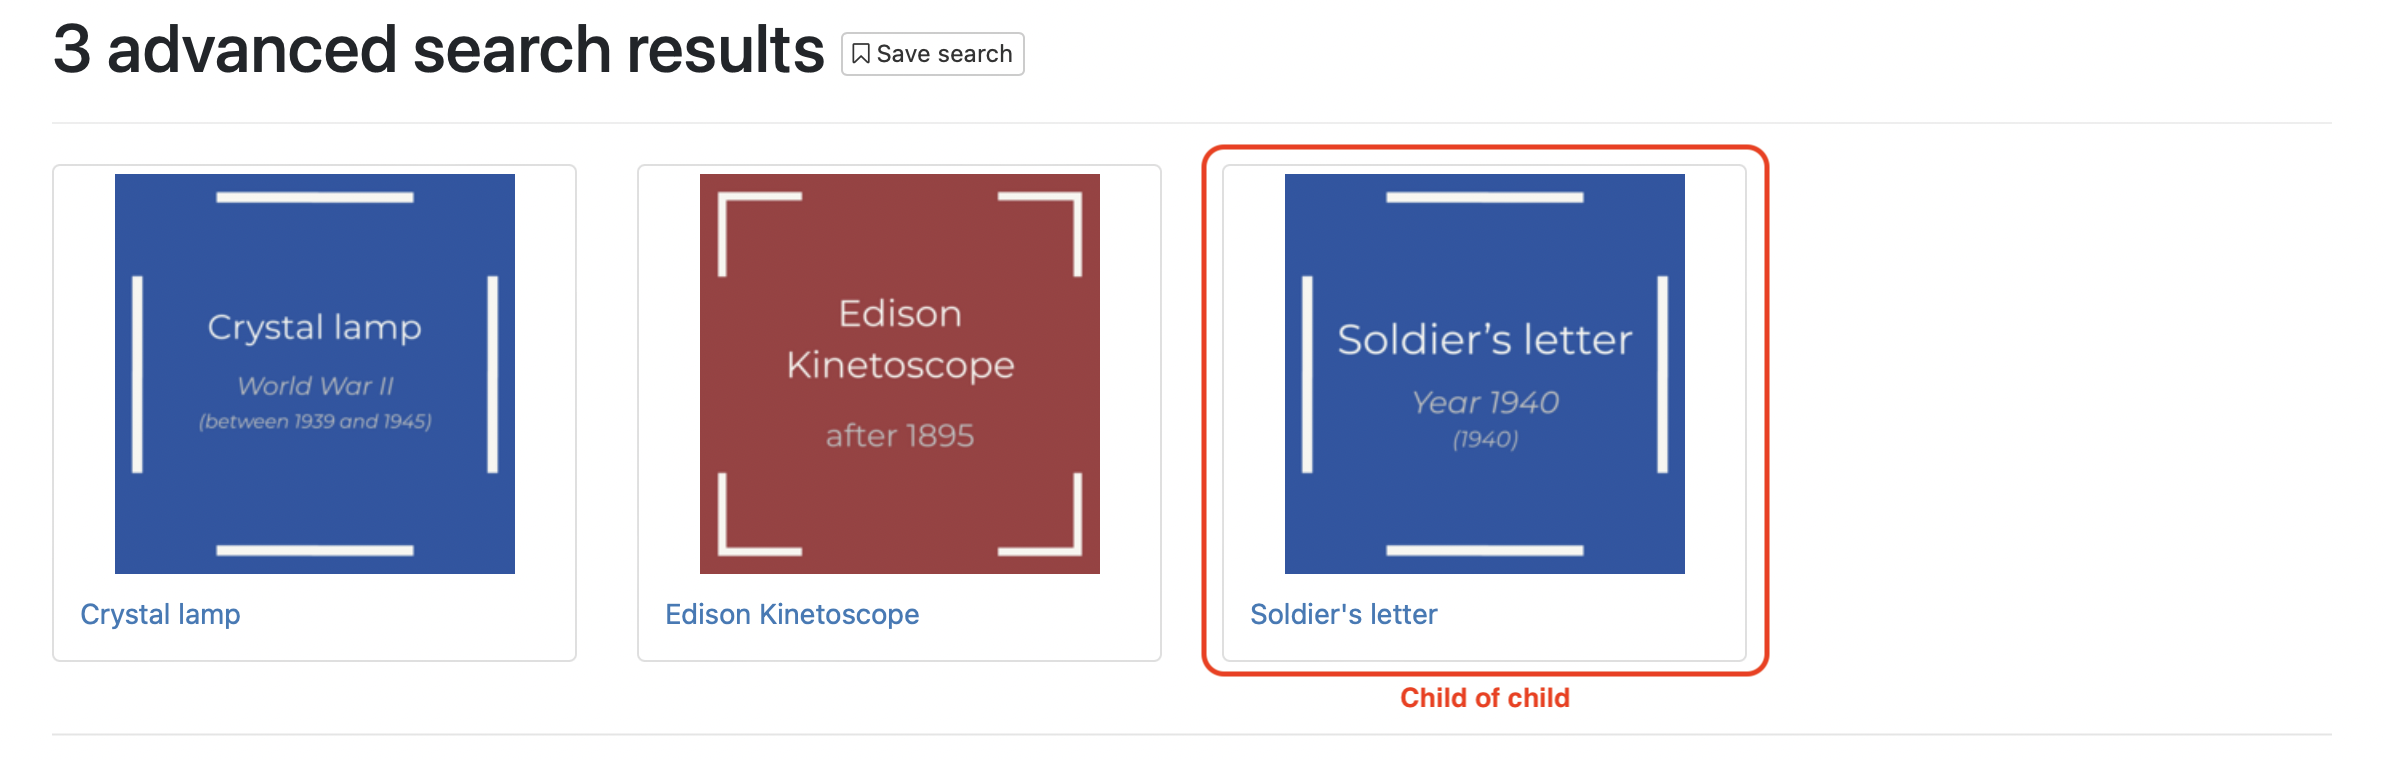 3 advanced search results
Save search
Crystal lamp
World War II
(between 1939 and 1945)
Crystal lamp
Edison
Kinetoscope
after 1895
Edison Kinetoscope
Soldier’s letter
Year 1940
(1940)
Soldier's letter
Child of child